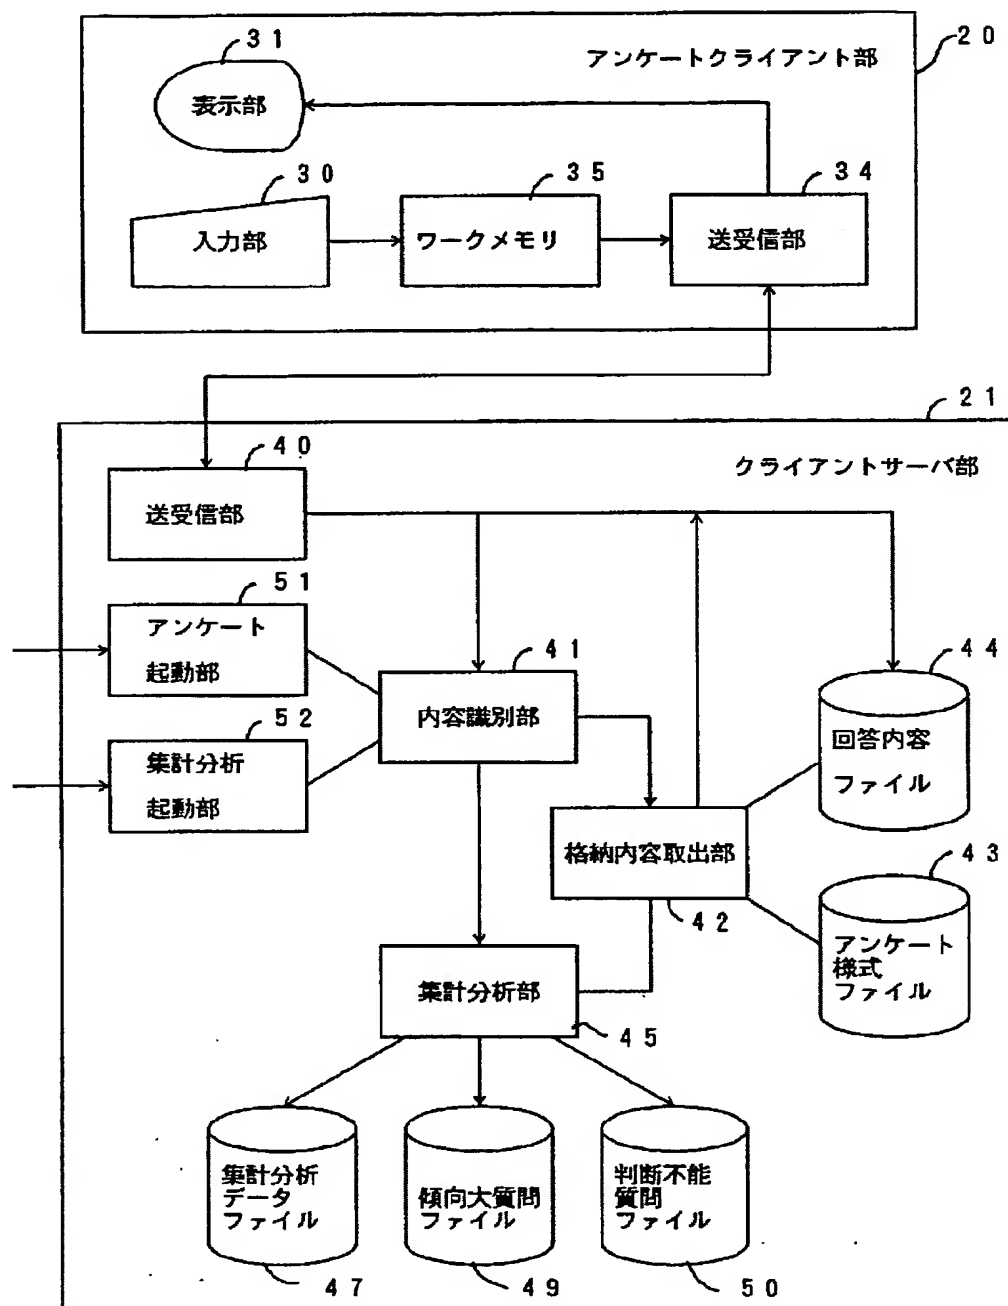 20
31
アンケートクライアント部
表示部
30
35
34
入力部
ワークメモリ
送受信部
21
40
クライアントサーバ部
送受信部
51
アンケート
起動部
41
44
52
内容識別部
回答内容
ファイル
集計分析
起動部
43
格納内容取出部
42
アンケート
様式
ファイル
集計分析部
45
集計分析
データ
ファイル
傾向大質問
ファイル
判断不能
質問
ファイル
47
49
50